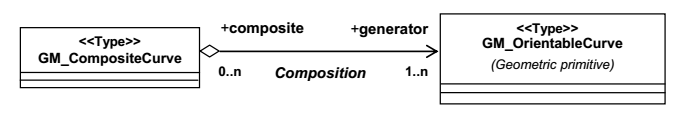 <<Type>>
GM_CompositeCurve
+composite
+generator
0..n
Composition
1..n
<<Type>>
GM_OrientableCurve
(Geometric primitive)